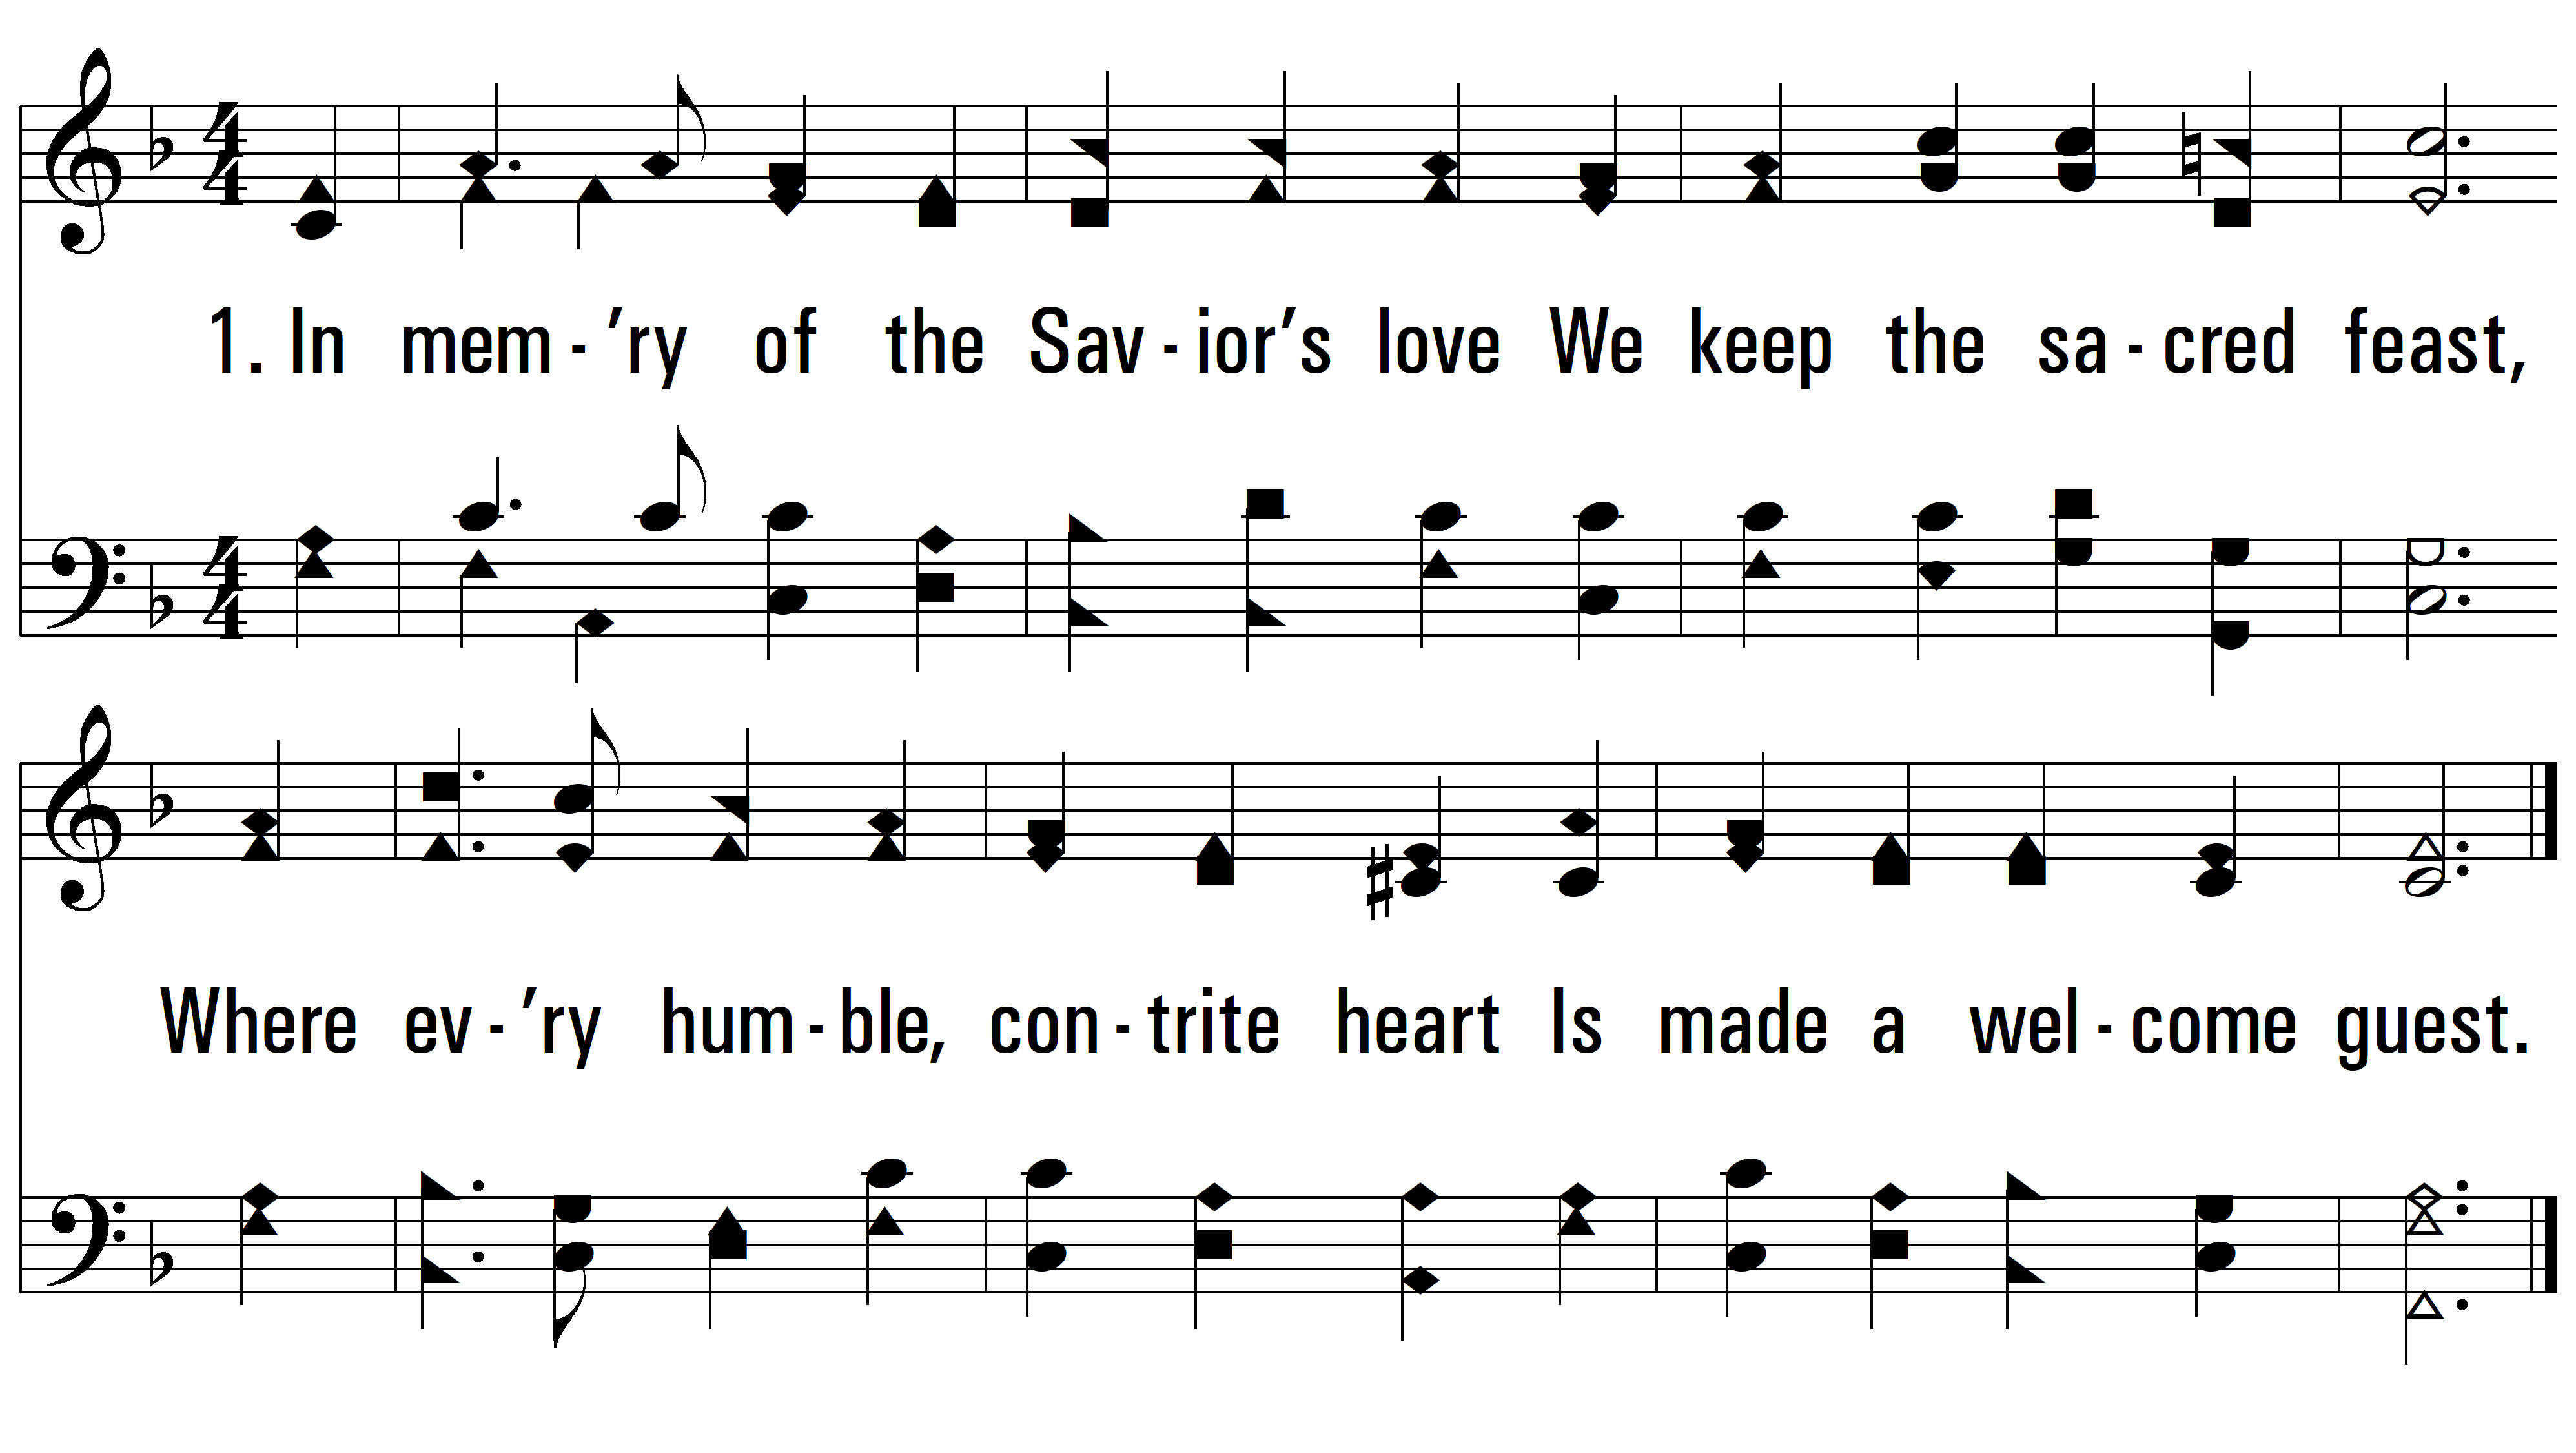 1. In mem - ’ry of the Sav - ior’s love We keep the sa - cred feast,
Where ev - ’ry hum - ble, con - trite heart Is made a wel - come guest.